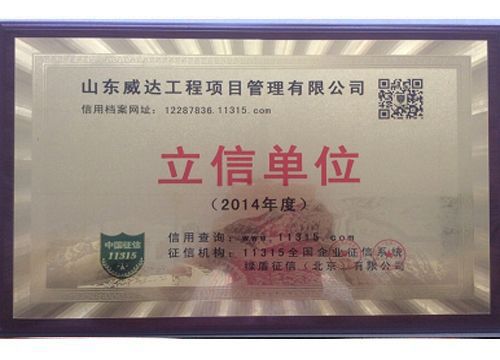 山东威达工程项目管理有限公司
信用档案网址：12287836.11315.com
立信单位
（2014年度）
信用查询：www.11315.com
征信机构：11315全国企业征信系统
绿盾征信（北京）有限公司
中国征信
11315